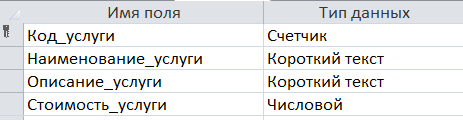 Имя поля Тип данных
Код_услуги Счетчик
Наименование_услуги Короткий текст
Описание_услуги Короткий текст
Стоимость_услуги Числовой